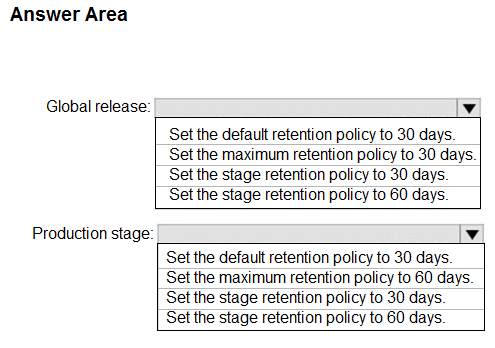 Answer Area
Global release:
Set the default retention policy to 30 days.
Set the maximum retention policy to 30 days.
Set the stage retention policy to 30 days.
Set the stage retention policy to 60 days.
Production stage:
Set the default retention policy to 30 days.
Set the maximum retention policy to 60 days.
Set the stage retention policy to 30 days.
Set the stage retention policy to 60 days.